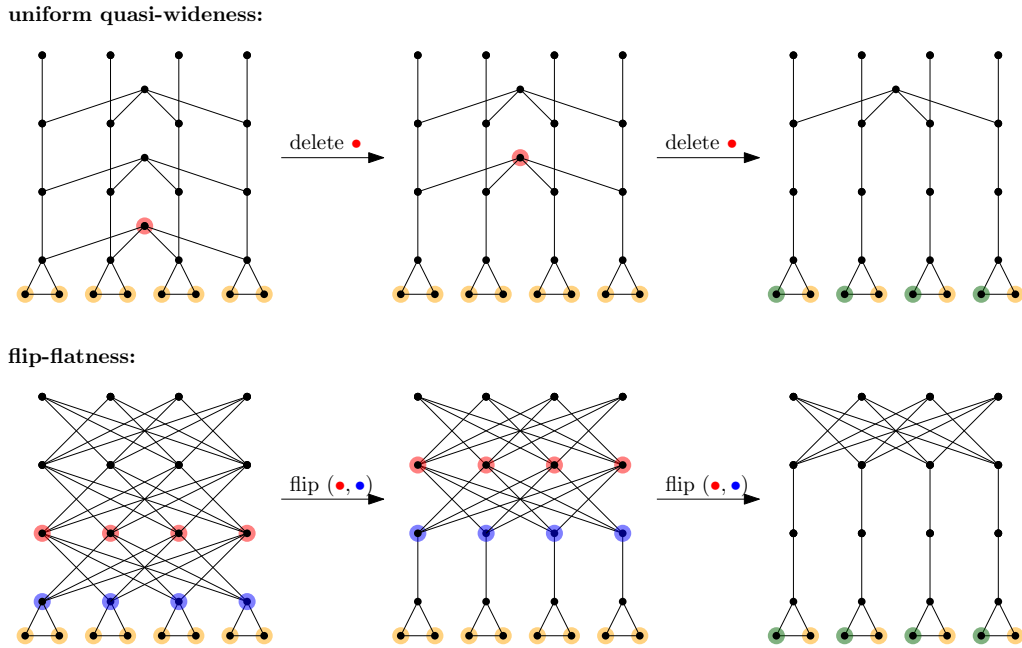 uniform quasi-wideness:
delete •
delete •
flip-flatness:
flip (•, •)
flip (•, •)